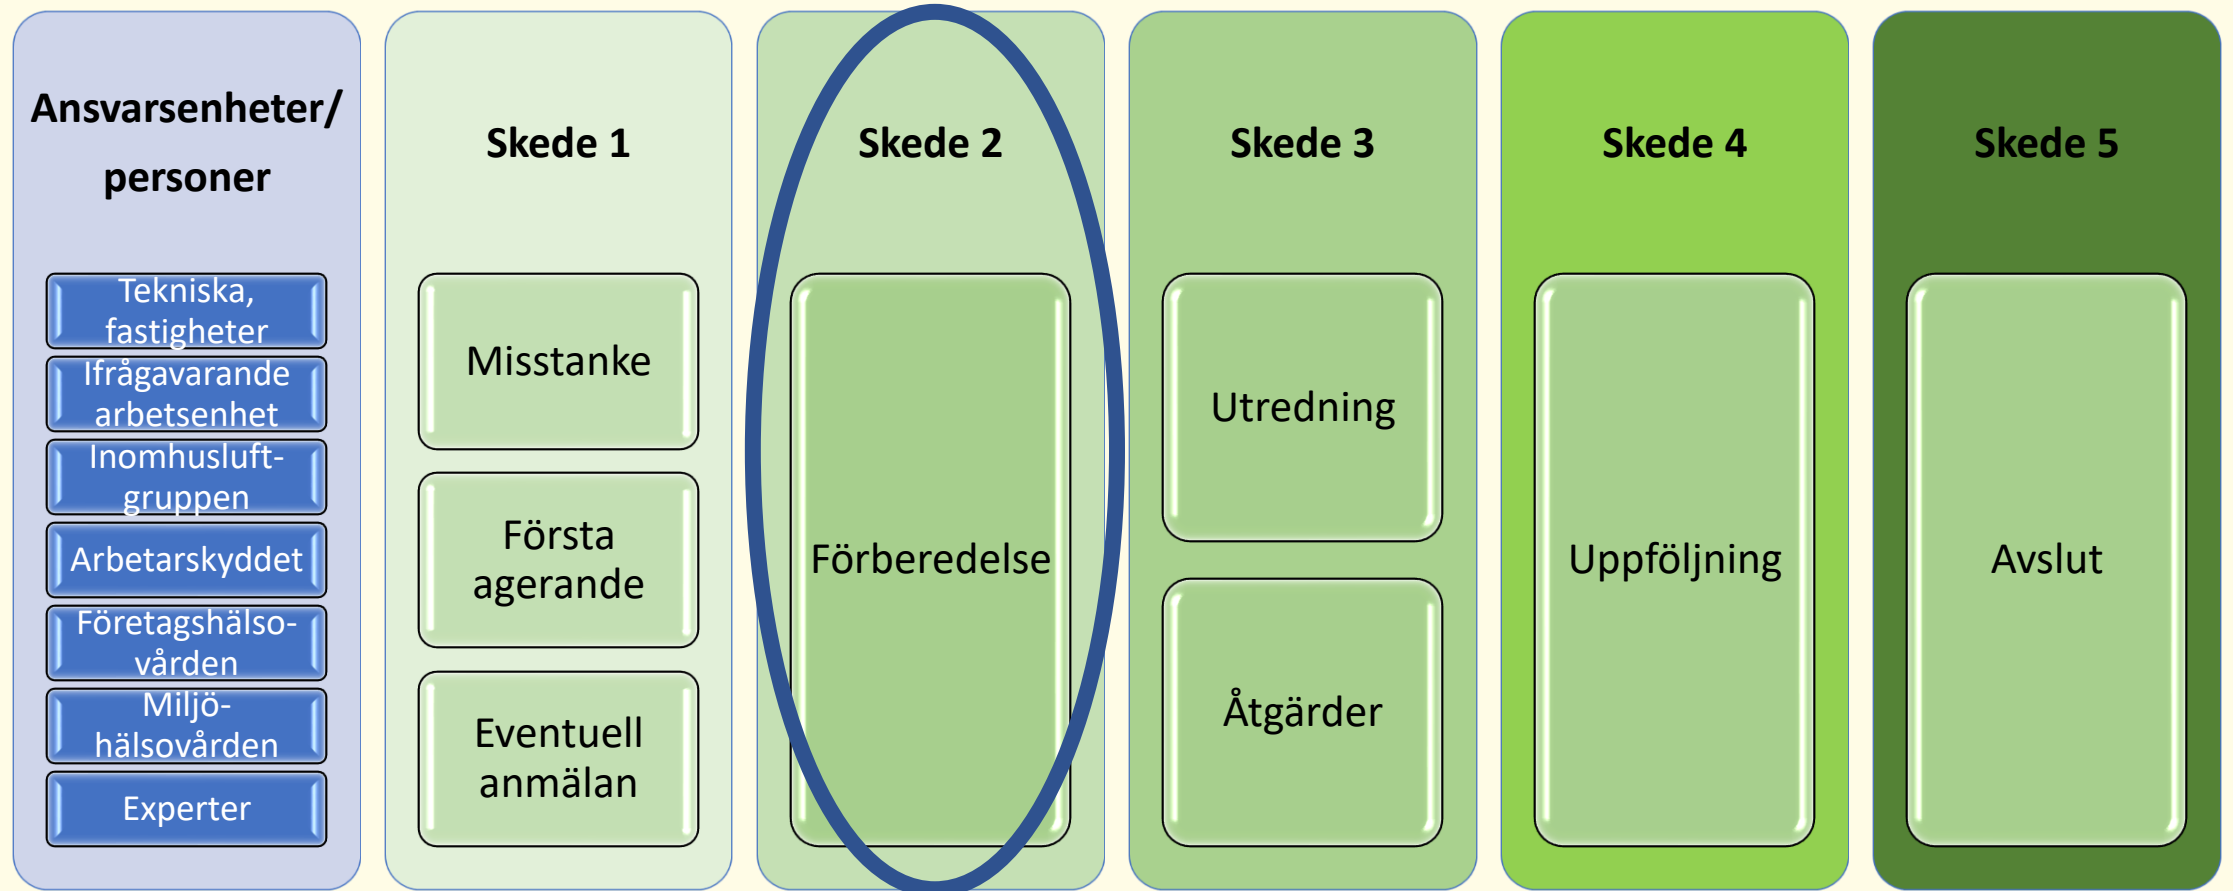 Ansvarsenheter/
personer
Tekniska,
fastigheter
Ifrågavarande
arbetsenhet
Inomhusluft-
gruppen
Arbetarskyddet
Företagshälso-
vården
Miljö-
hälsovården
Experter
Skede 1
Misstanke
Första
agerande
Eventuell
anmälan
Skede 2
Förberedelse
Skede 3
Utredning
Åtgärder
Skede 4
Uppföljning
Skede 5
Avslut